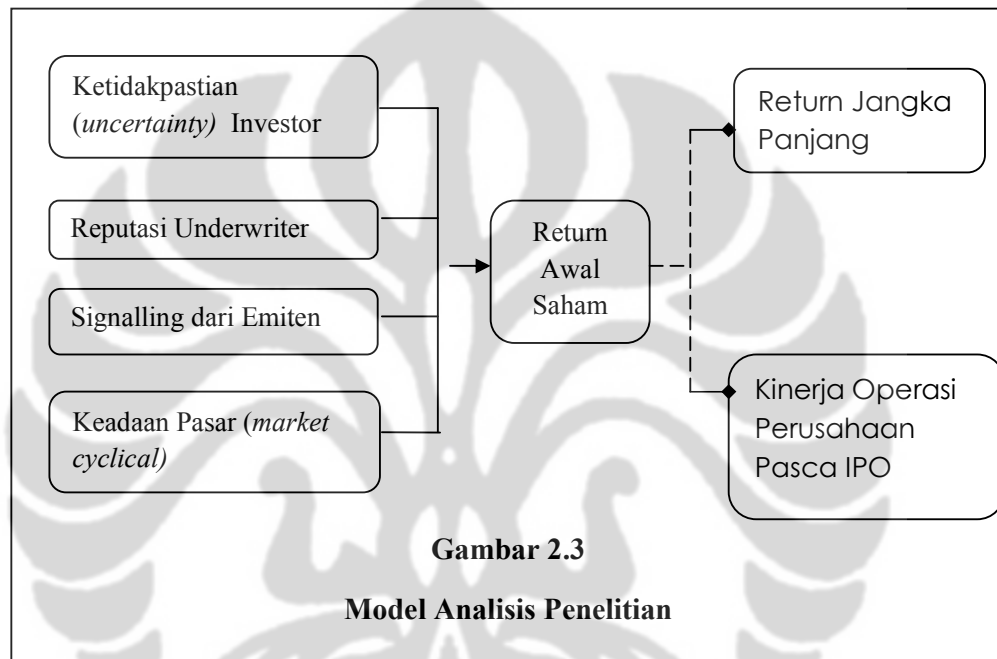 Ketidakpastian
(uncertainty) Investor
Reputasi Underwriter
Signalling dari Emiten
Keadaan Pasar (market
cyclical)
Return
Awal
Saham
Return Jangka
Panjang
Kinerja Operasi
Perusahaan
Pasca IPO
Gambar 2.3
Model Analisis Penelitian